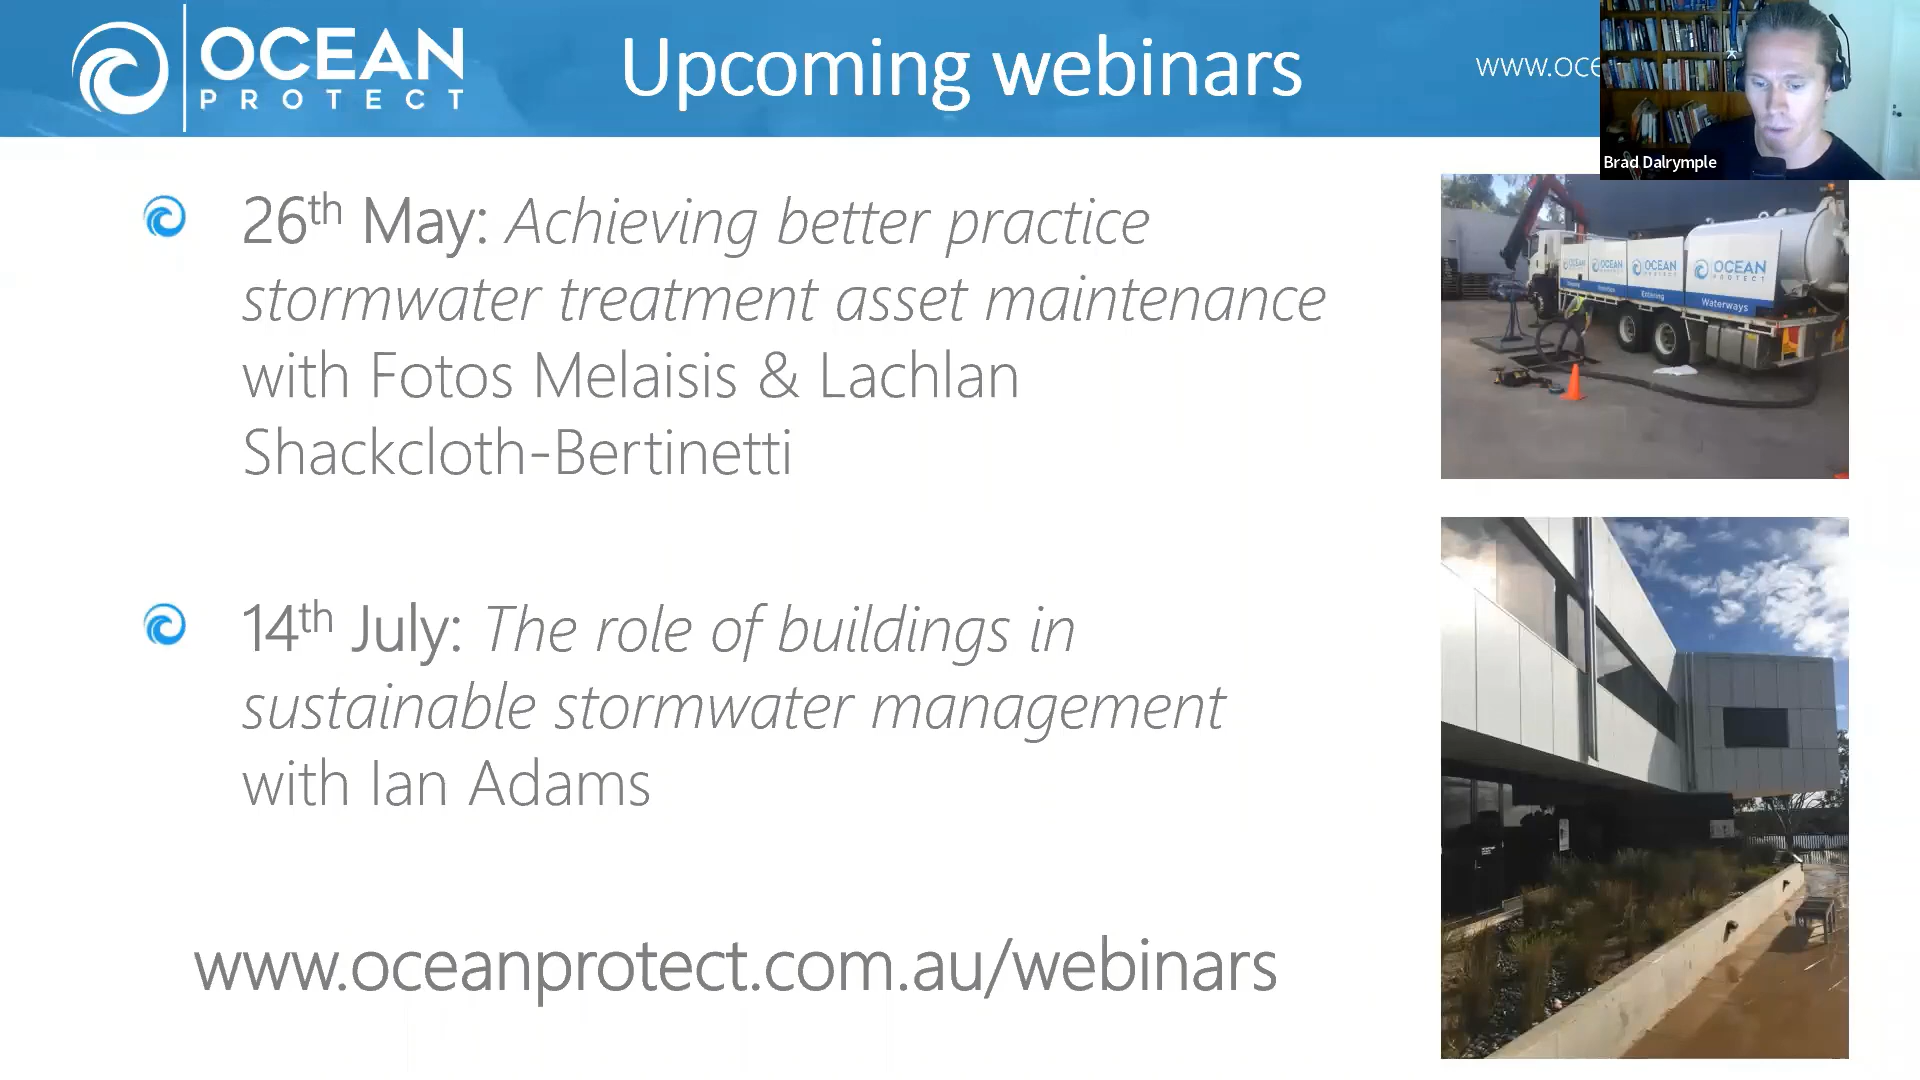 OCEAN
PROTECT
Upcoming webinars
www.oce
Brad Dalrymple
26th May: Achieving better practice
stormwater treatment asset maintenance
with Fotos Melaisis & Lachlan
Shackcloth-Bertinetti
OCEAN
OCEAN
OCEAN
PROTECT
Entering
Waterways
14th July: The role of buildings in
sustainable stormwater management
with Ian Adams
www.oceanprotect.com.au/webinars